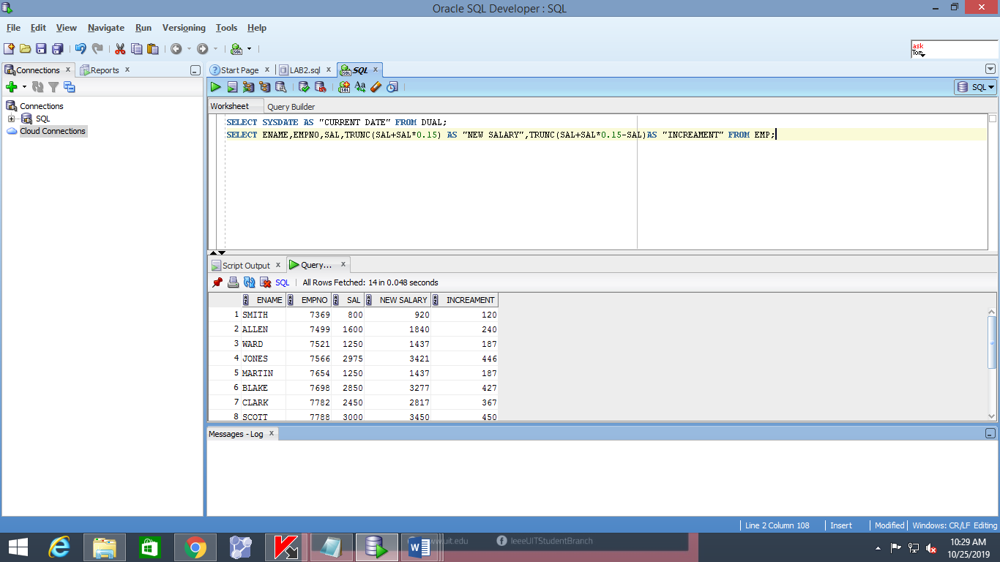 Oracle SQL Developer : SQL
File Edit View Navigate Run Versioning Tools Help
ask
Tom
Connections x Reports x
Start Page x LAB2.sql x SQL x
SQL
Connections
SQL
Cloud Connections
Worksheet Query Builder
SELECT SYSDATE AS "CURRENT DATE" FROM DUAL;
SELECT ENAME,EMPNO,SAL,TRUNC(SAL+SAL*0.15) AS "NEW SALARY",TRUNC(SAL+SAL*0.15-SAL)AS "INCREAMENT" FROM EMP;
Script Output x Query... x
SQL | All Rows Fetched: 14 in 0.048 seconds
ENAME EMPNO SAL NEW SALARY INCREAMENT
1 SMITH 7369 800 920 120
2 ALLEN 7499 1600 1840 240
3 WARD 7521 1250 1437 187
4 JONES 7566 2975 3421 446
5 MARTIN 7654 1250 1437 187
6 BLAKE 7698 2850 3277 427
7 CLARK 7782 2450 2817 367
8 SCOTT 7788 3000 3450 450
Messages - Log x
Line 2 Column 108 Insert Modified Windows: CR/LF Editing
.uit.edu IeeeUITStudentBranch
10:29 AM
10/25/2019